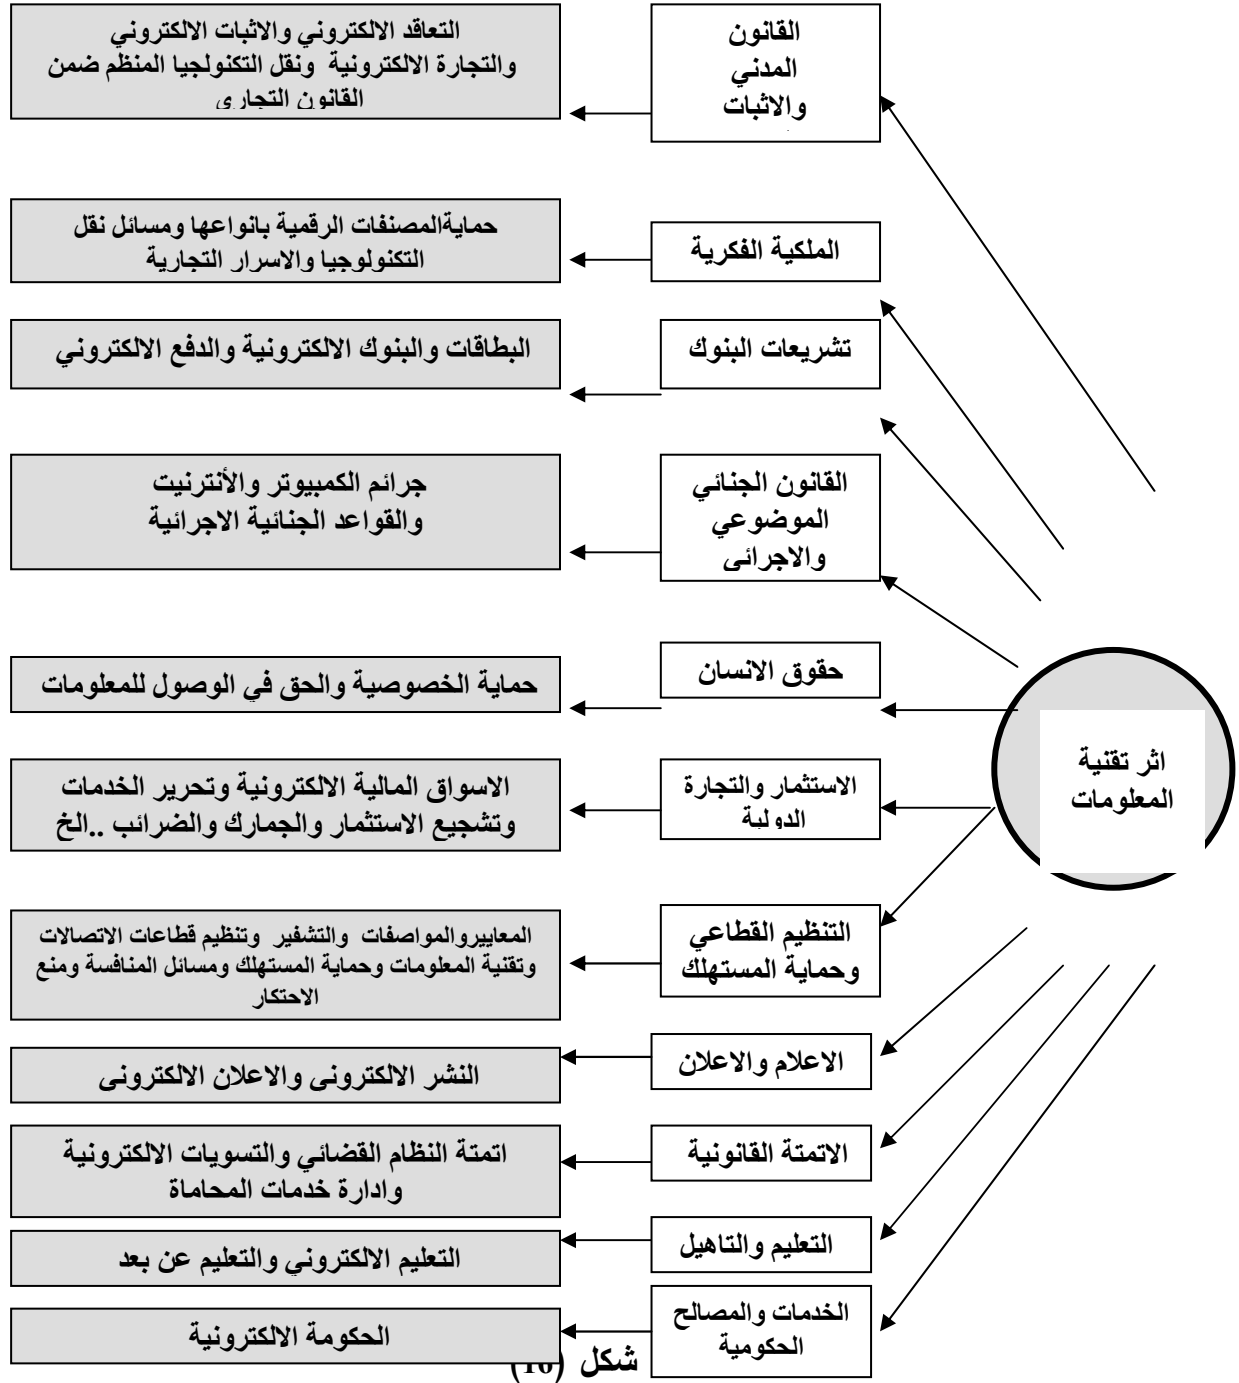 القانون
المدني
والاثبات
التعاقد الالكتروني والاثبات الالكتروني
والتجارة الالكترونية ونقل التكنولجيا المنظم ضمن
القانون التجاري
الملكية الفكرية
حمايةالمصنفات الرقمية بانواعها ومسائل نقل
التكنولوجيا والاسرار التجارية
تشريعات البنوك
البطاقات والبنوك الالكترونية والدفع الالكتروني
القانون الجنائي
الموضوعي
والاجرائي
جرائم الكمبيوتر والأنترنيت
والقواعد الجنائية الاجرائية
حقوق الانسان
حماية الخصوصية والحق في الوصول للمعلومات
اثر تقنية
المعلومات
الاستثمار والتجارة
الدولية
الاسواق المالية الالكترونية وتحرير الخدمات
وتشجيع الاستثمار والجمارك والضرائب ..الخ
التنظيم القطاعي
وحماية المستهلك
المعاييروالمواصفات والتشفير وتنظيم قطاعات الاتصالات
وتقنية المعلومات وحماية المستهلك ومسائل المنافسة ومنع
الاحتكار
الاعلام والاعلان
النشر الالكتروني والاعلان الالكتروني
الاتمتة القانونية
اتمتة النظام القضائي والتسويات الالكترونية
وادارة خدمات المحاماة
التعليم والتاهيل
التعليم الالكتروني والتعليم عن بعد
الخدمات والمصالح
الحكومية
الحكومة الالكترونية
شكل